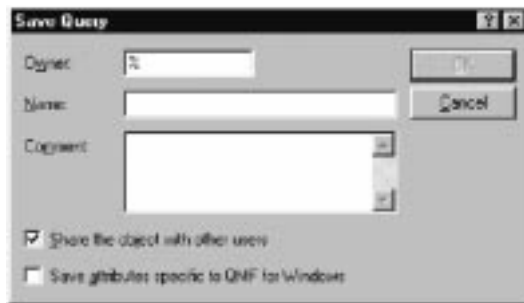 Save Query
Owner:
%
OK
Name:
Cancel
Comment:
Share the object with other users
Save attributes specific to QMF for Windows